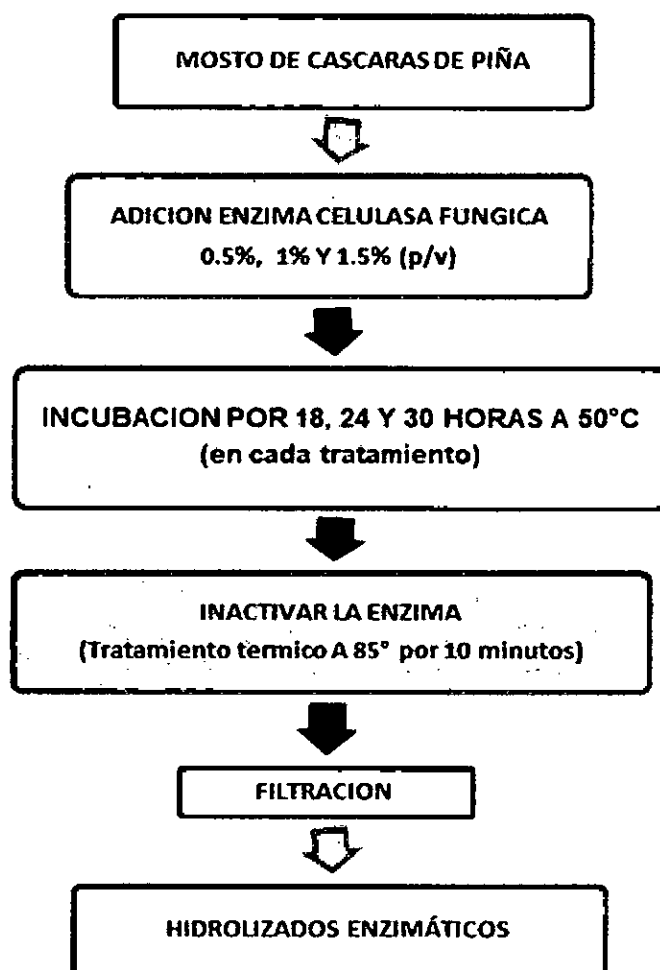 MOSTO DE CASCARAS DE PIÑA
ADICION ENZIMA CELULASA FUNGICA
0.5%, 1% Y 1.5% (p/v)
INCUBACION POR 18, 24 Y 30 HORAS A 50°C
(en cada tratamiento)
INACTIVAR LA ENZIMA
(Tratamiento termico A 85° por 10 minutos)
FILTRACION
HIDROLIZADOS ENZIMÁTICOS